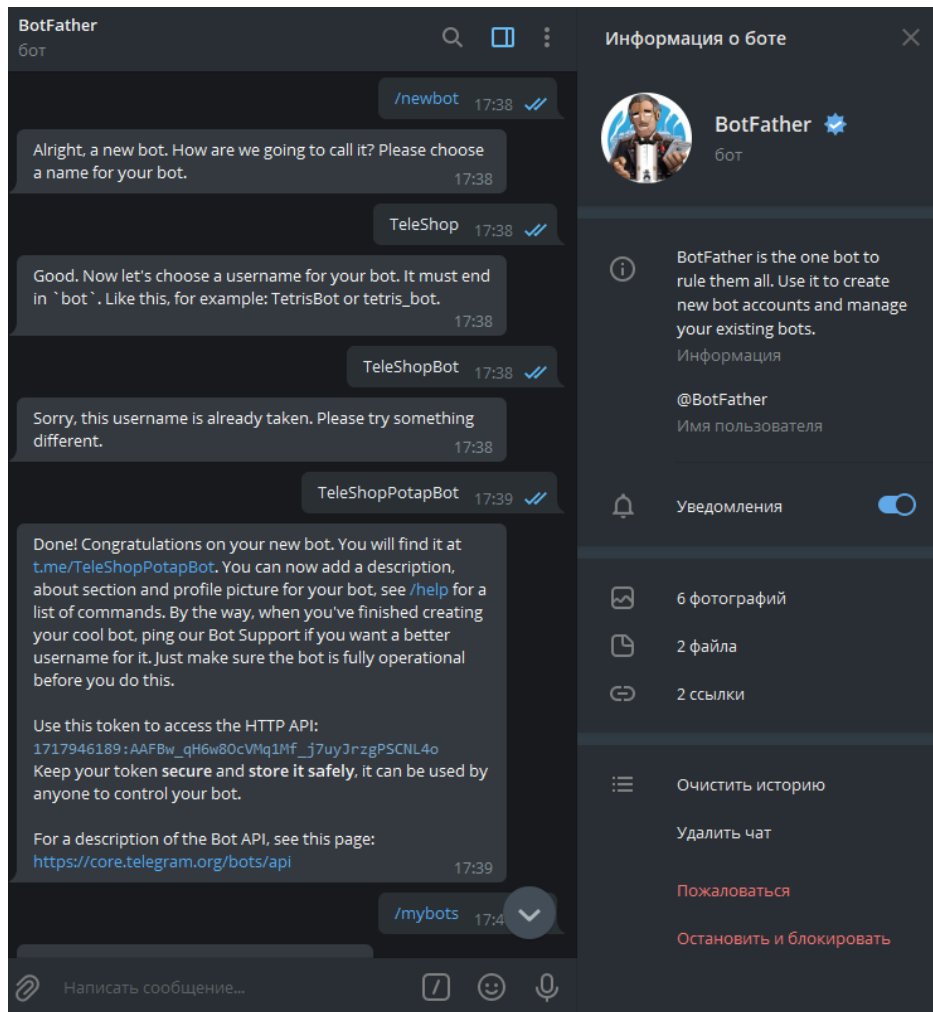 BotFather
бот
/newbot 17:38
Alright, a new bot. How are we going to call it? Please choose
a name for your bot.
17:38
TeleShop 17:38
Good. Now let's choose a username for your bot. It must end
in `bot`. Like this, for example: TetrisBot or tetris_bot.
17:38
TeleShopBot 17:38
Sorry, this username is already taken. Please try something
different.
17:38
TeleShopPotapBot 17:39
Done! Congratulations on your new bot. You will find it at
t.me/TeleShopPotapBot. You can now add a description,
about section and profile picture for your bot, see /help for a
list of commands. By the way, when you've finished creating
your cool bot, ping our Bot Support if you want a better
username for it. Just make sure the bot is fully operational
before you do this.
Use this token to access the HTTP API:
1717946189:AAFBw_qH6w8OcVMq1Mf_j7uyJrzgPSCNL4o
Keep your token secure and store it safely, it can be used by
anyone to control your bot.
For a description of the Bot API, see this page:
https://core.telegram.org/bots/api
17:39
/mybots 17:4
Написать сообщение...
Информация о боте
BotFather
бот
BotFather is the one bot to
rule them all. Use it to create
new bot accounts and manage
your existing bots.
Информация
@BotFather
Имя пользователя
Уведомления
6 фотографий
2 файла
2 ссылки
Очистить историю
Удалить чат
Пожаловаться
Остановить и блокировать